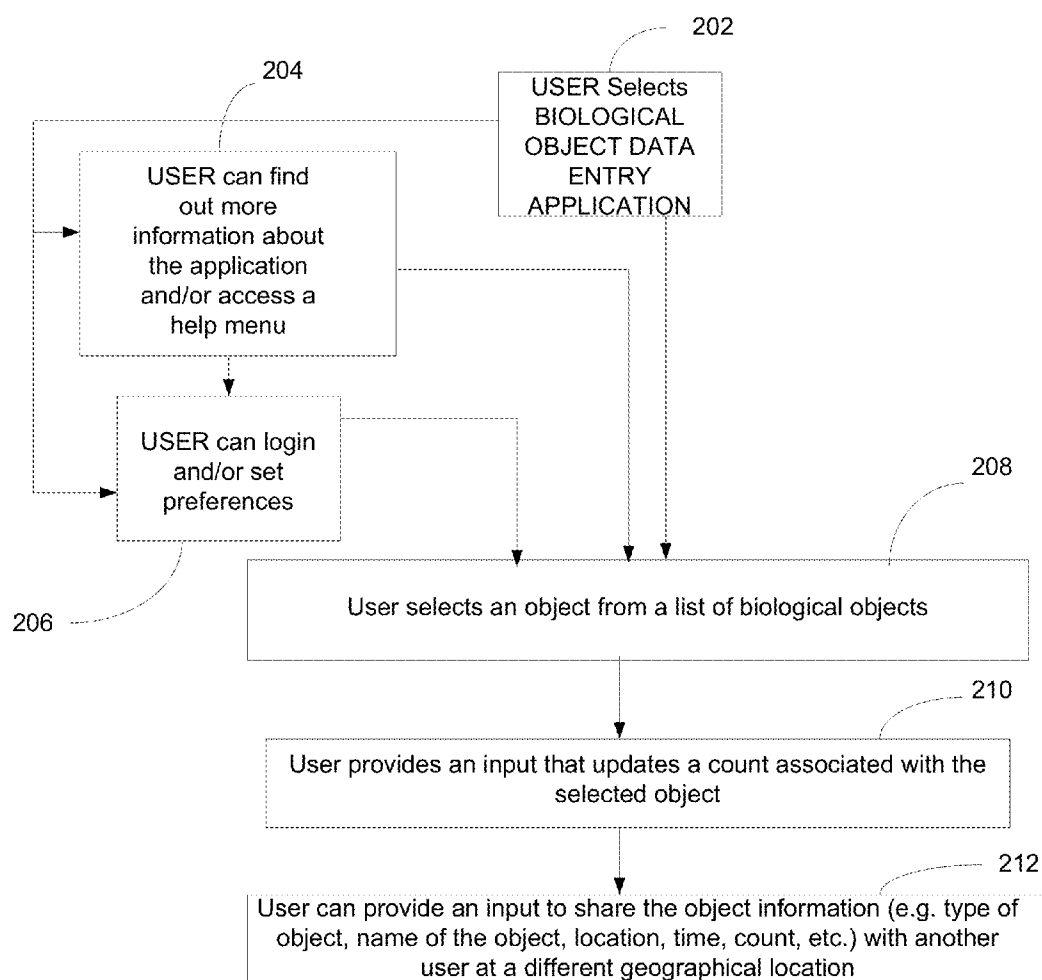 202
USER Selects
BIOLOGICAL
OBJECT DATA
ENTRY
APPLICATION
204
USER can find
out more
information about
the application
and/or access a
help menu
USER can login
and/or set
preferences
206
208
User selects an object from a list of biological objects
210
User provides an input that updates a count associated with the
selected object
212
User can provide an input to share the object information (e.g. type of
object, name of the object, location, time, count, etc.) with another
user at a different geographical location